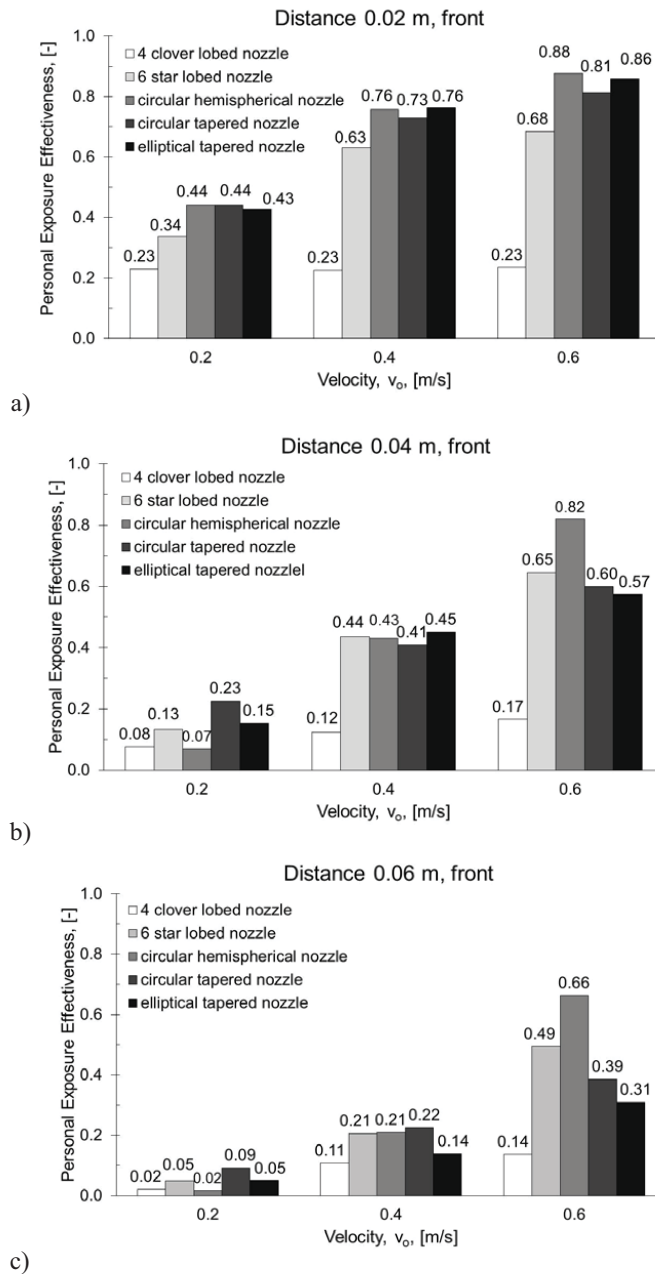 Distance 0.02 m, front
Personal Exposure Effectiveness, [-]
1.0
0.8
0.6
0.4
0.2
0.0
4 clover lobed nozzle
6 star lobed nozzle
circular hemispherical nozzle
circular tapered nozzle
elliptical tapered nozzle
0.23 0.34 0.44 0.44 0.43
0.23 0.63 0.76 0.73 0.76
0.23 0.68 0.88 0.81 0.86
0.2 0.4 0.6
Velocity, vₒ, [m/s]
a)
Distance 0.04 m, front
Personal Exposure Effectiveness, [-]
1.0
0.8
0.6
0.4
0.2
0.0
4 clover lobed nozzle
6 star lobed nozzle
circular hemispherical nozzle
circular tapered nozzle
elliptical tapered nozzlel
0.08 0.13 0.07 0.23 0.15
0.12 0.44 0.43 0.41 0.45
0.17 0.65 0.82 0.60 0.57
0.2 0.4 0.6
Velocity, vₒ, [m/s]
b)
Distance 0.06 m, front
Personal Exposure Effectiveness, [-]
1.0
0.8
0.6
0.4
0.2
0.0
4 clover lobed nozzle
6 star lobed nozzle
circular hemispherical nozzle
circular tapered nozzle
elliptical tapered nozzle
0.02 0.05 0.02 0.09 0.05
0.11 0.21 0.21 0.22 0.14
0.14 0.49 0.66 0.39 0.31
0.2 0.4 0.6
Velocity, vₒ, [m/s]
c)